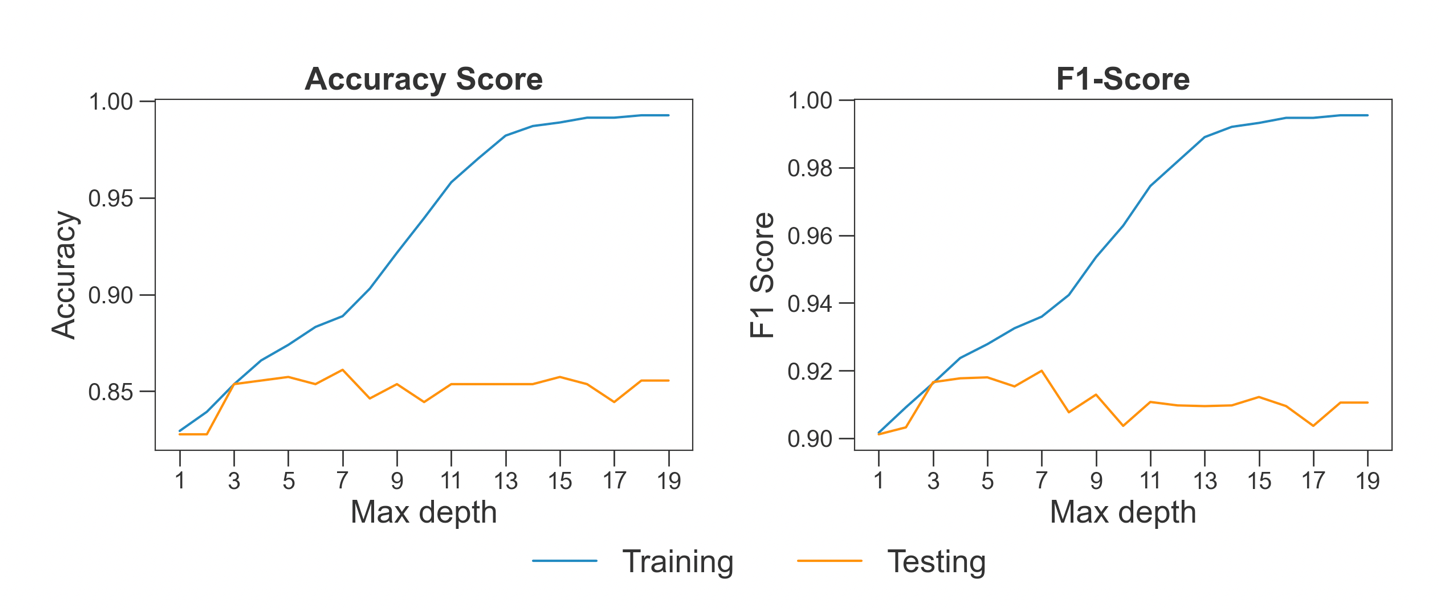 Accuracy Score
1.00
0.95
0.90
0.85
Accuracy
1 3 5 7 9 11 13 15 17 19
Max depth
F1-Score
1.00
0.98
0.96
0.94
0.92
0.90
F1 Score
1 3 5 7 9 11 13 15 17 19
Max depth
Training Testing